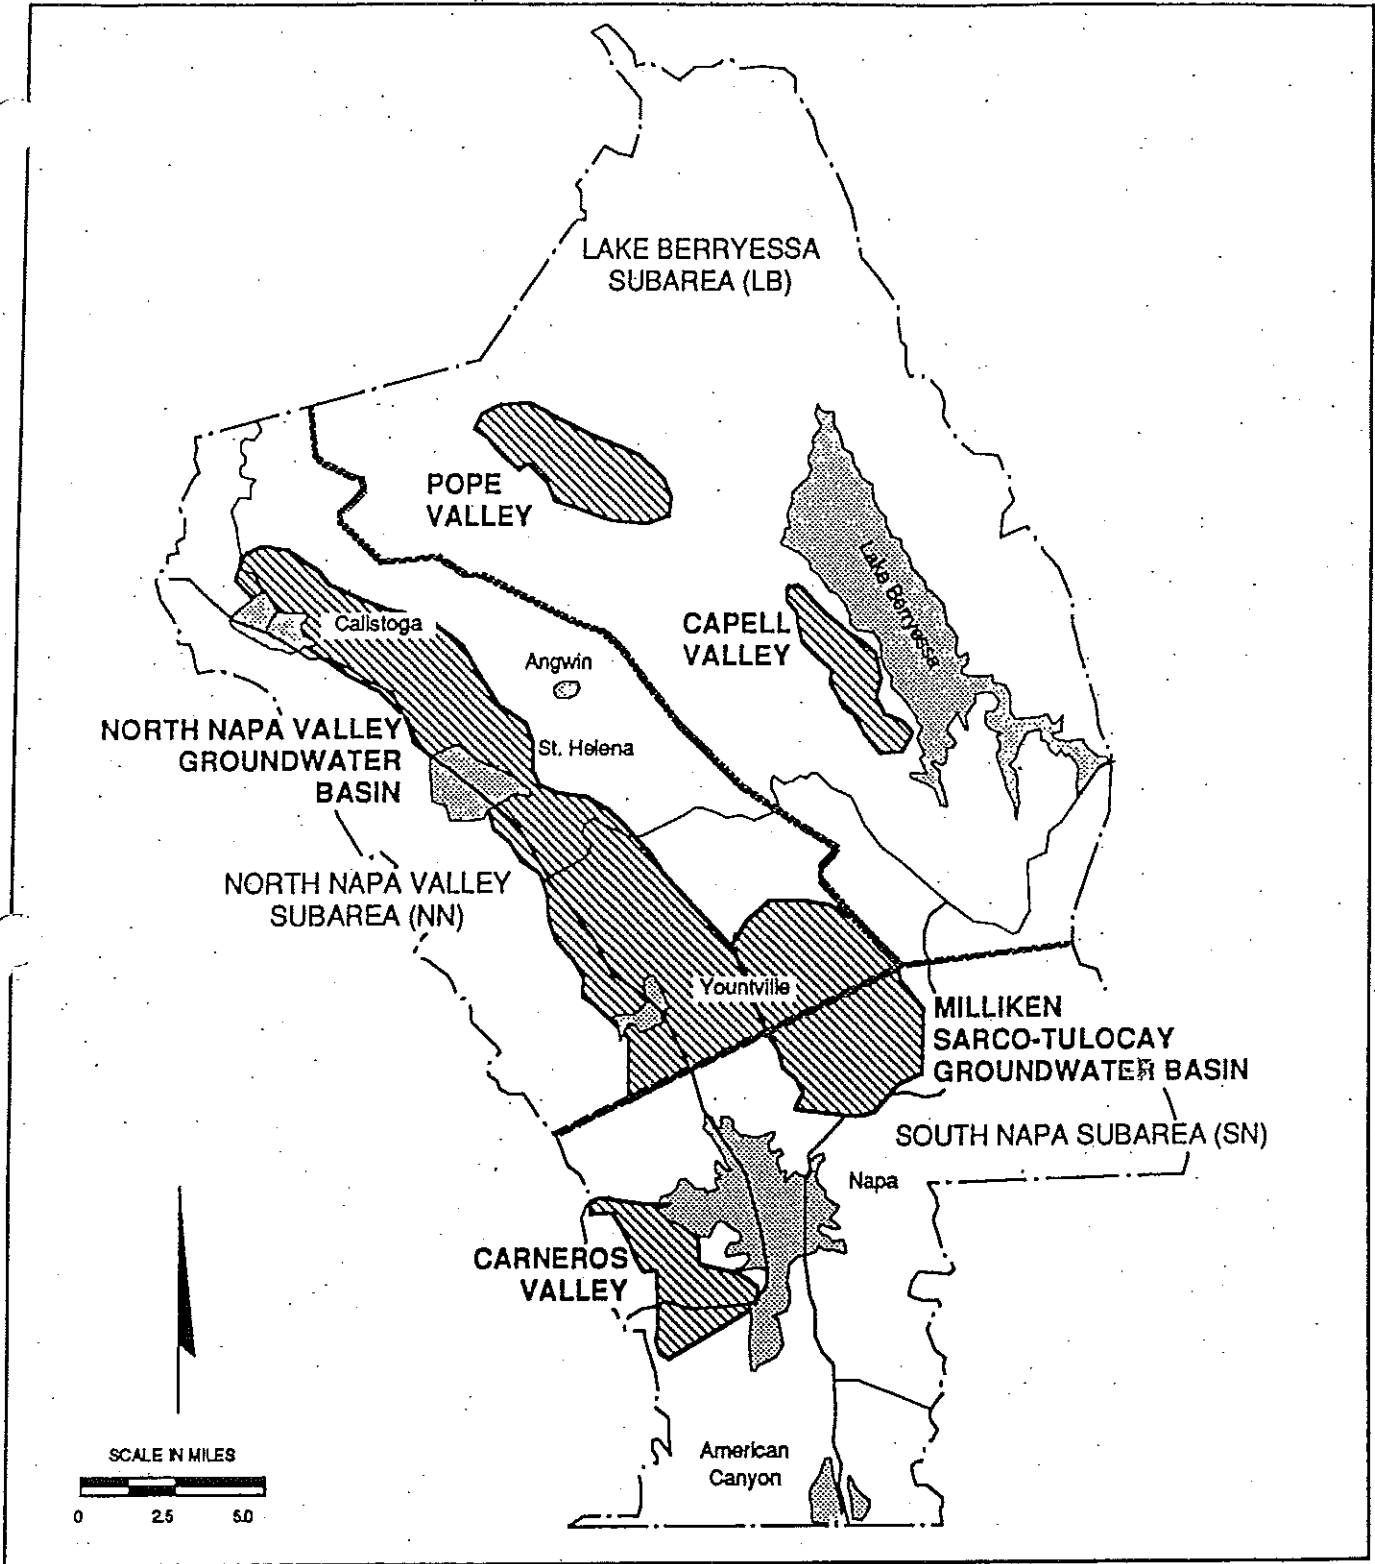 LAKE BERRYESSA
SUBAREA (LB)
POPE
VALLEY
Lake Berryessa
Calistoga
CAPELL
VALLEY
Angwin
NORTH NAPA VALLEY
GROUNDWATER
BASIN
St. Helena
NORTH NAPA VALLEY
SUBAREA (NN)
Yountville
MILLIKEN
SARCO-TULOCAY
GROUNDWATER BASIN
SOUTH NAPA SUBAREA (SN)
Napa
CARNEROS
VALLEY
American
Canyon
SCALE IN MILES
0 2.5 5.0